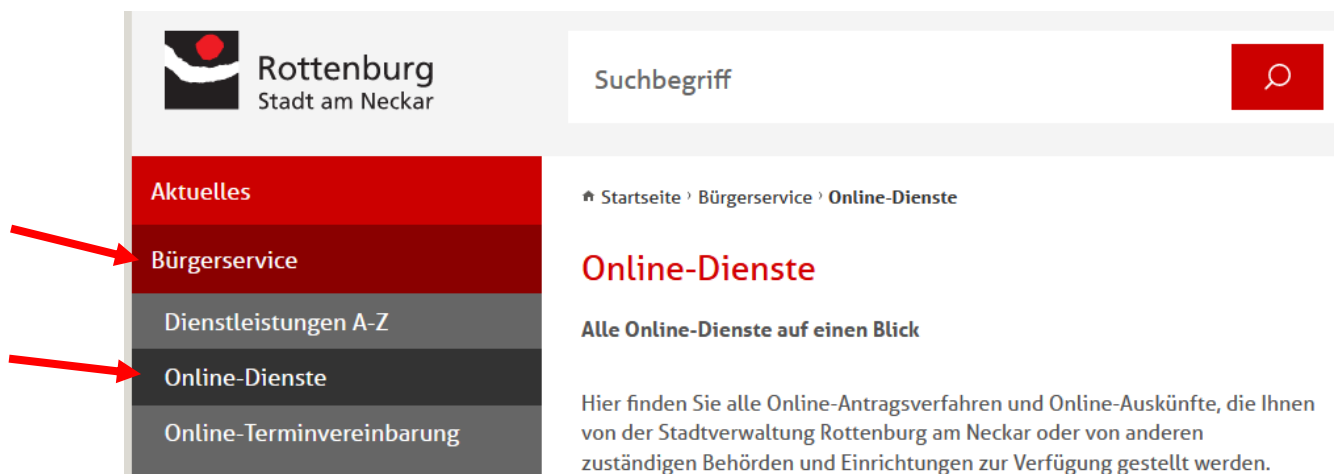 Rottenburg
Stadt am Neckar
Suchbegriff
Aktuelles
Bürgerservice
Dienstleistungen A-Z
Online-Dienste
Online-Terminvereinbarung
Startseite › Bürgerservice › Online-Dienste
Online-Dienste
Alle Online-Dienste auf einen Blick
Hier finden Sie alle Online-Antragsverfahren und Online-Auskünfte, die Ihnen
von der Stadtverwaltung Rottenburg am Neckar oder von anderen
zuständigen Behörden und Einrichtungen zur Verfügung gestellt werden.